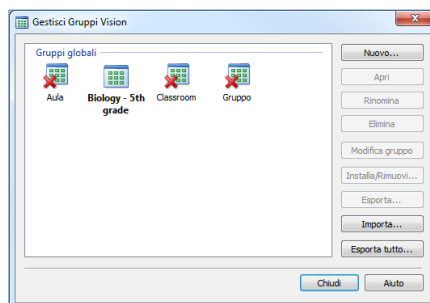 Gestisci Gruppi Vision
Gruppi globali
Aula
Biology - 5th
grade
Classroom
Gruppo
Nuovo...
Apri
Rinomina
Elimina
Modifica gruppo
Installa/Rimuovi...
Esporta...
Importa...
Esporta tutto...
Chiudi
Aiuto